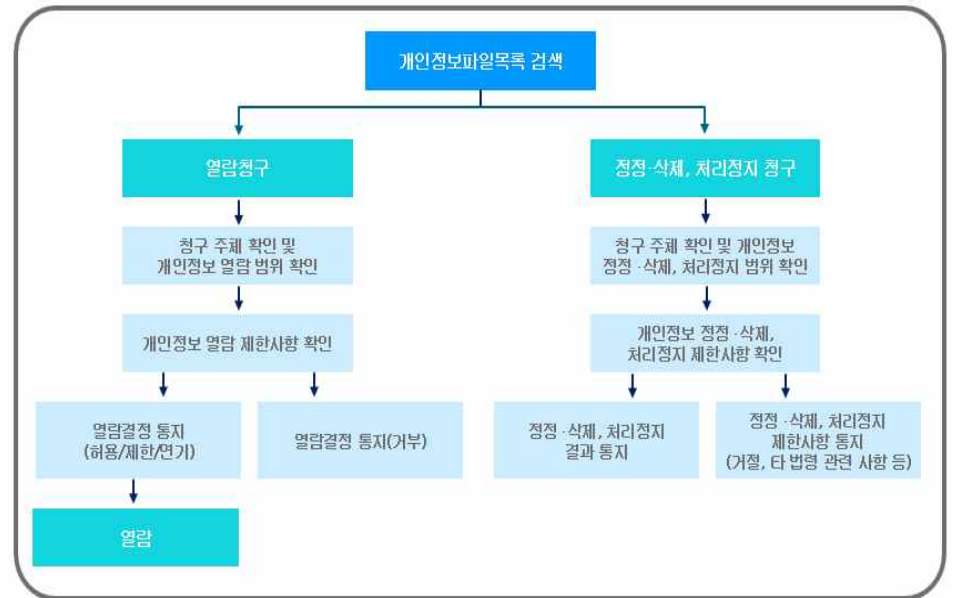 개인정보파일목록 검색
열람청구
정정·삭제, 처리정지 청구
청구 주체 확인 및
개인정보 열람 범위 확인
청구 주체 확인 및 개인정보
정정 ·삭제, 처리정지 범위 확인
개인정보 열람 제한사항 확인
개인정보 정정 ·삭제,
처리정지 제한사항 확인
열람결정 통지
(허용/제한/연기)
열람결정 통지(거부)
정정 ·삭제, 처리정지
결과 통지
정정 ·삭제, 처리정지
제한사항 통지
(거절, 타 법령 관련 사항 등)
열람